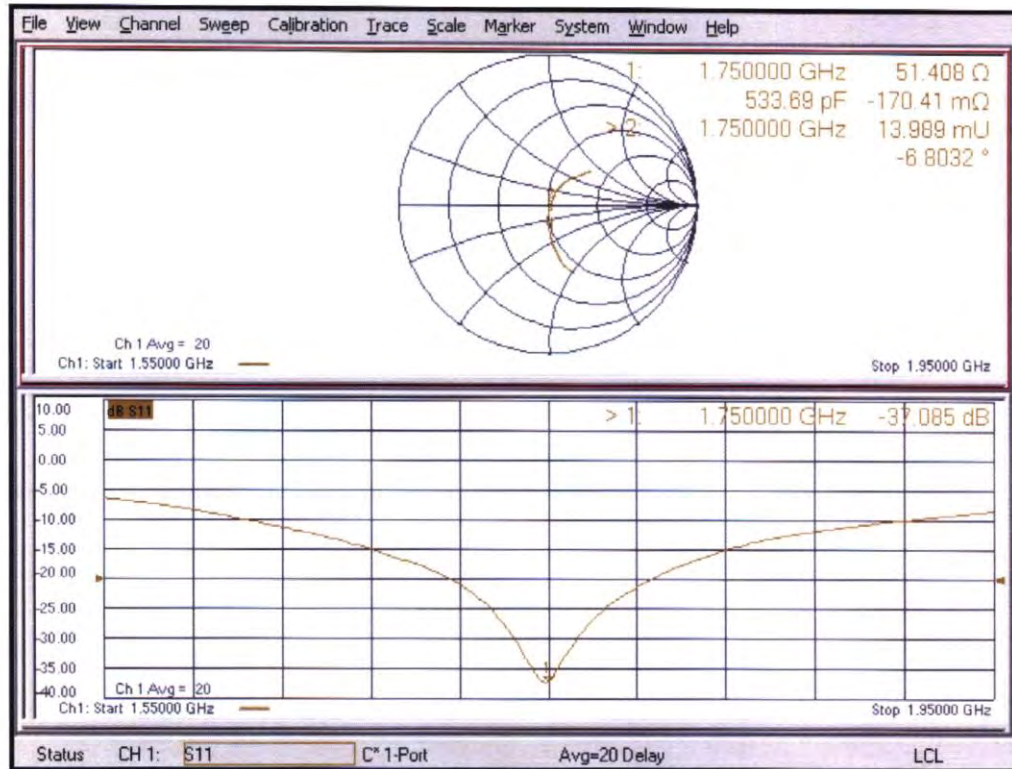 File View Channel Sweep Calibration Trace Scale Marker System Window Help
1: 1.750000 GHz 51.408 Ω
533.69 pF -170.41 mΩ
> 2: 1.750000 GHz 13.989 mU
-6.8032 °
Ch 1 Avg = 20
Ch1: Start 1.55000 GHz Stop 1.95000 GHz
10.00 dB S11 > 1: 1.750000 GHz -37.085 dB
5.00
0.00
-5.00
-10.00
-15.00
-20.00
-25.00
-30.00
-35.00
1
-40.00 Ch 1 Avg = 20
Ch1: Start 1.55000 GHz Stop 1.95000 GHz
Status CH 1: S11 C* 1-Port Avg=20 Delay LCL